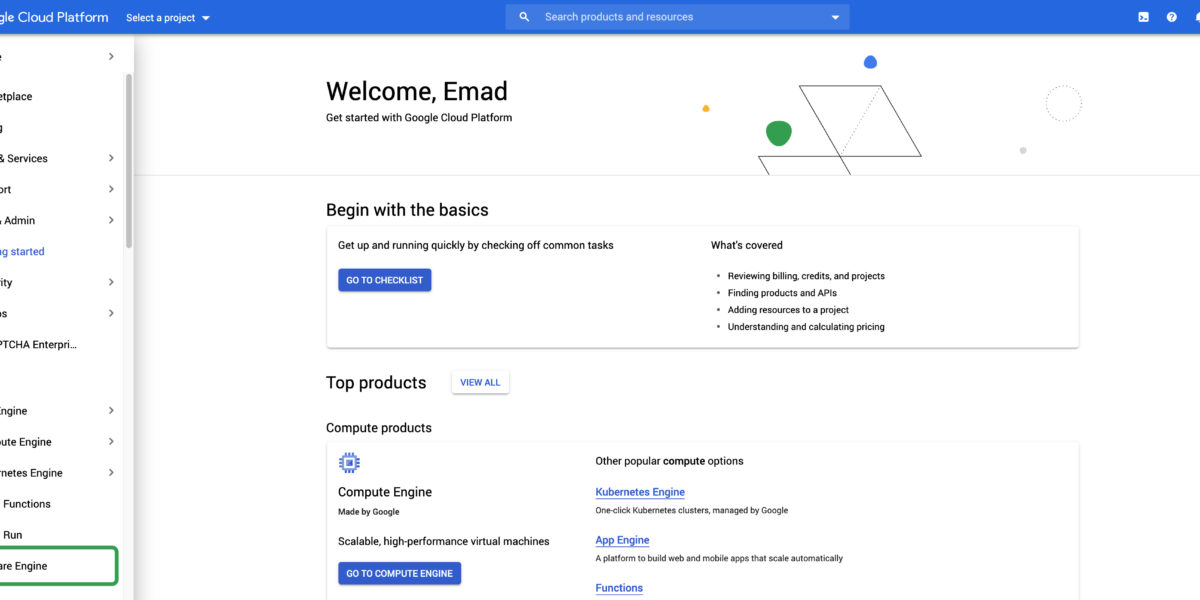 gle Cloud Platform
Select a project
Search products and resources
e
etplace
g
& Services
ort
& Admin
ng started
ity
os
PTCHA Enterpri...
Engine
ute Engine
rnetes Engine
Functions
Run
are Engine
Welcome, Emad
Get started with Google Cloud Platform
Begin with the basics
Get up and running quickly by checking off common tasks
GO TO CHECKLIST
What's covered
• Reviewing billing, credits, and projects
• Finding products and APIs
• Adding resources to a project
• Understanding and calculating pricing
Top products
VIEW ALL
Compute products
Compute Engine
Made by Google
Scalable, high-performance virtual machines
GO TO COMPUTE ENGINE
Other popular compute options
Kubernetes Engine
One-click Kubernetes clusters, managed by Google
App Engine
A platform to build web and mobile apps that scale automatically
Functions